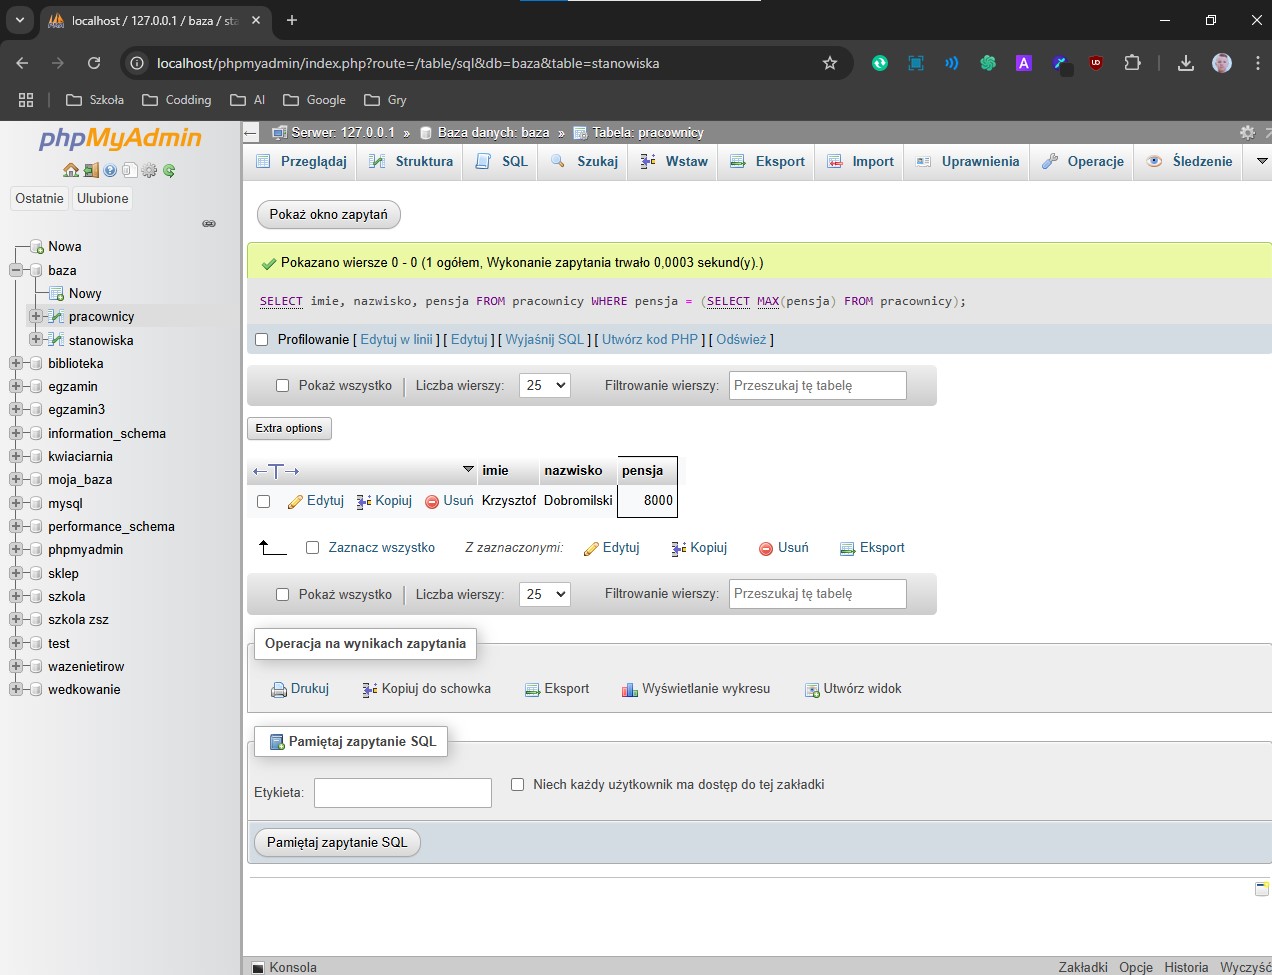 localhost / 127.0.0.1 / baza / sta
localhost/phpmyadmin/index.php?route=/table/sql&db=baza&table=stanowiska
Szkoła Codding AI Google Gry
phpMyAdmin
Ostatnie Ulubione
Nowa
baza
Nowy
pracownicy
stanowiska
biblioteka
egzamin
egzamin3
information_schema
kwiaciarnia
moja_baza
mysql
performance_schema
phpmyadmin
sklep
szkola
szkola zsz
test
wazenietirow
wedkowanie
Serwer: 127.0.0.1 » Baza danych: baza » Tabela: pracownicy
Przeglądaj Struktura SQL Szukaj Wstaw Eksport Import Uprawnienia Operacje Śledzenie
Pokaż okno zapytań
Pokazano wiersze 0 - 0 (1 ogółem, Wykonanie zapytania trwało 0,0003 sekund(y).)
SELECT imie, nazwisko, pensja FROM pracownicy WHERE pensja = (SELECT MAX(pensja) FROM pracownicy);
Profilowanie [ Edytuj w linii ] [ Edytuj ] [ Wyjaśnij SQL ] [ Utwórz kod PHP ] [ Odśwież ]
Pokaż wszystko Liczba wierszy: 25 Filtrowanie wierszy: Przeszukaj tę tabelę
Extra options
imie nazwisko pensja
Edytuj Kopiuj Usuń Krzysztof Dobromilski 8000
Zaznacz wszystko Z zaznaczonymi: Edytuj Kopiuj Usuń Eksport
Pokaż wszystko Liczba wierszy: 25 Filtrowanie wierszy: Przeszukaj tę tabelę
Operacja na wynikach zapytania
Drukuj Kopiuj do schowka Eksport Wyświetlanie wykresu Utwórz widok
Pamiętaj zapytanie SQL
Etykieta: Niech każdy użytkownik ma dostęp do tej zakładki
Pamiętaj zapytanie SQL
Konsola Zakładki Opcje Historia Wyczyść